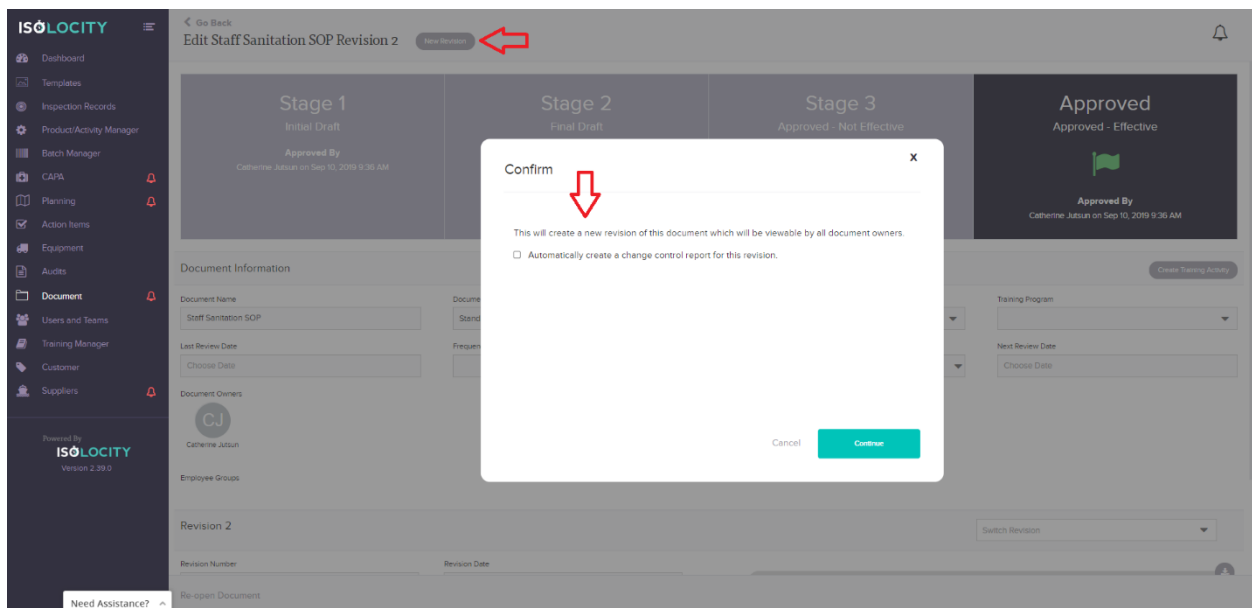 ISOLOCITY
Dashboard
Templates
Inspection Records
Product/Activity Manager
Batch Manager
CAPA
Planning
Action Items
Equipment
Audits
Document
Users and Teams
Training Manager
Customer
Suppliers
Powered By
ISOLOCITY
Version 2.39.0
Need Assistance?
Go Back
Edit Staff Sanitation SOP Revision 2
New Revision
Stage 1
Initial Draft
Approved By
Catherine Jutsun on Sep 10, 2019 9:36 AM
Stage 2
Final Draft
Stage 3
Approved - Not Effective
Approved
Approved - Effective
Approved By
Catherine Jutsun on Sep 10, 2019 9:36 AM
Confirm
X
This will create a new revision of this document which will be viewable by all document owners.
Automatically create a change control report for this revision.
Cancel
Continue
Document Information
Create Training Activity
Document Name
Docume
Training Program
Staff Sanitation SOP
Stand
Last Review Date
Frequen
Next Review Date
Choose Date
Choose Date
Document Owners
CJ
Catherine Jutsun
Employee Groups
Revision 2
Switch Revision
Revision Number
Revision Date
Re-open Document